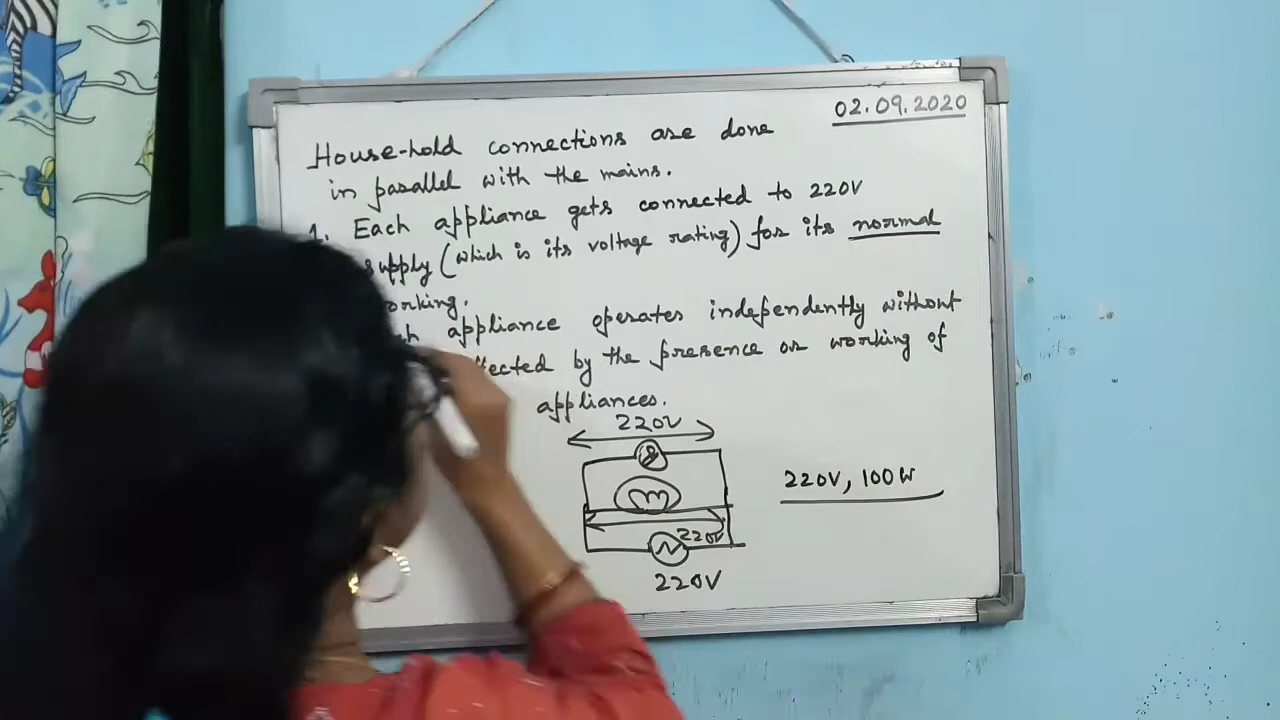 02.09.2020
House-hold connections are done
in parallel with the mains.
1. Each appliance gets connected to 220V
supply (which is its voltage rating) for its normal
working.
appliance operates independently without
by the presence or working of
appliances.
220V
220V, 100W
220V
220V